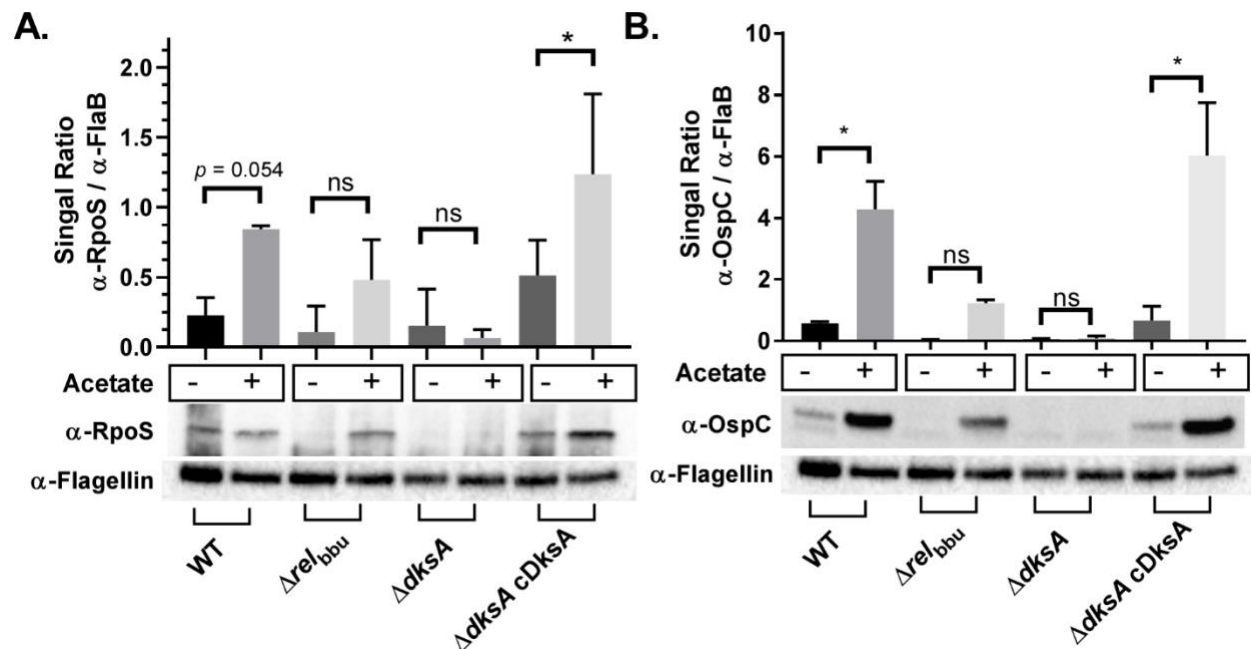 A.
Singal Ratio
α-RpoS / α-FlaB
2.0
1.5
1.0
0.5
0.0
p = 0.054
ns
ns
*
Acetate - + - + - + - +
α-RpoS
α-Flagellin
WT
Δrel_bbu
ΔdksA
ΔdksA cDksA
B.
Singal Ratio
α-OspC / α-FlaB
10
8
6
4
2
0
*
ns
ns
*
Acetate - + - + - + - +
α-OspC
α-Flagellin
WT
Δrel_bbu
ΔdksA
ΔdksA cDksA